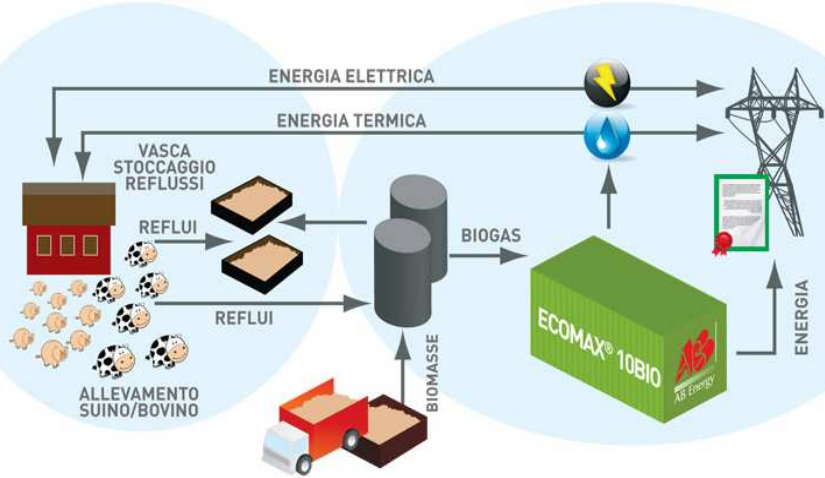 ENERGIA ELETTRICA
ENERGIA TERMICA
VASCA
STOCCAGGIO
REFLUSSI
REFLUI
BIOGAS
REFLUI
ECOMAX® 10BIO
AB
AB Energy
ENERGIA
BIOMASSE
ALLEVAMENTO
SUINO/BOVINO